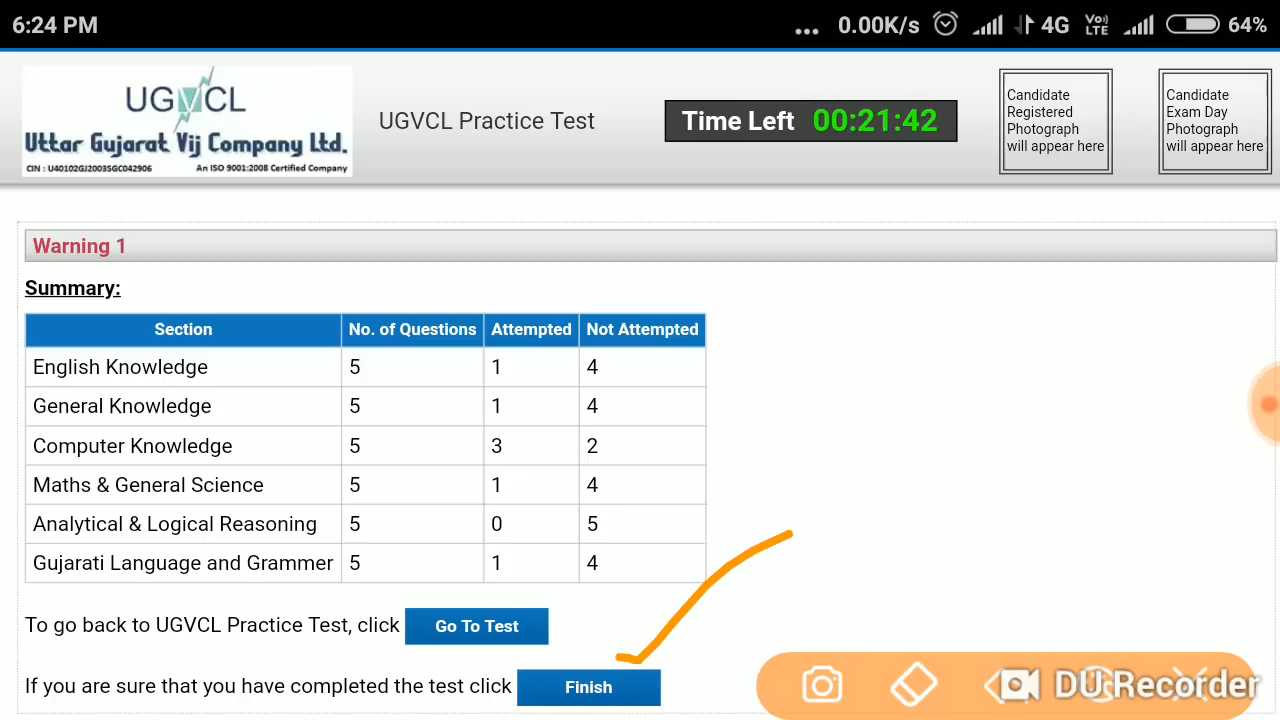 6:24 PM ... 0.00K/s 4G Vo)) LTE 64%
UGVCL
Uttar Gujarat Vij Company Ltd.
CIN : U40102GJ2003SGC042906 An ISO 9001:2008 Certified Company
UGVCL Practice Test
Time Left 00:21:42
Candidate
Registered
Photograph
will appear here
Candidate
Exam Day
Photograph
will appear here
Warning 1
Summary:
Section No. of Questions Attempted Not Attempted
English Knowledge 5 1 4
General Knowledge 5 1 4
Computer Knowledge 5 3 2
Maths & General Science 5 1 4
Analytical & Logical Reasoning 5 0 5
Gujarati Language and Grammer 5 1 4
To go back to UGVCL Practice Test, click Go To Test
If you are sure that you have completed the test click Finish
DU Recorder